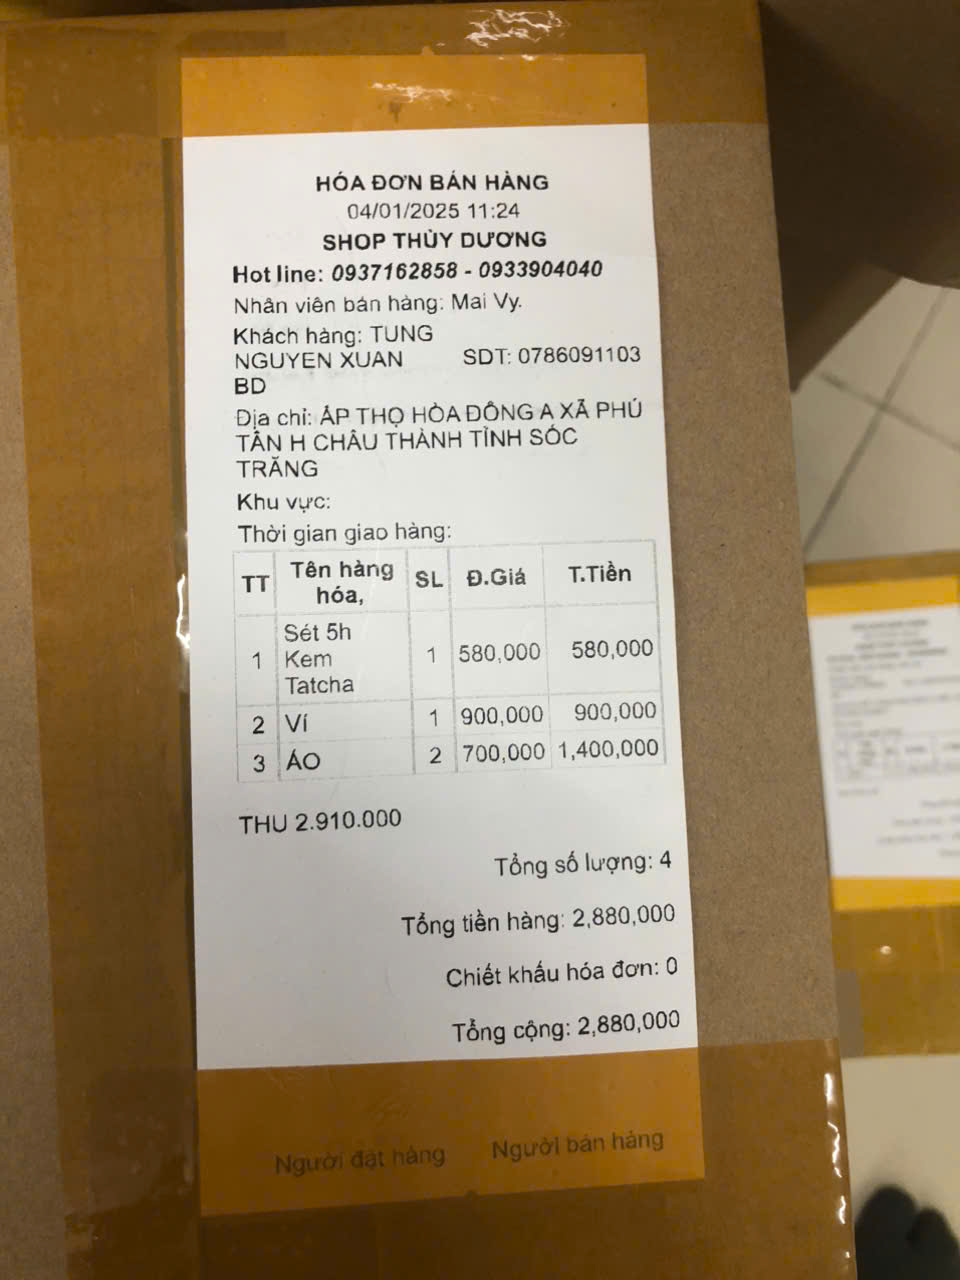 HÓA ĐƠN BÁN HÀNG
04/01/2025 11:24
SHOP THÙY DƯƠNG
Hot line: 0937162858 - 0933904040
Nhân viên bán hàng: Mai Vy.
Khách hàng: TUNG
NGUYEN XUAN SDT: 0786091103
BD
Địa chỉ: ẤP THỌ HÒA ĐÔNG A XÃ PHÚ
TÂN H CHÂU THÀNH TỈNH SÓC
TRĂNG
Khu vực:
Thời gian giao hàng:
TT Tên hàng hóa, SL Đ.Giá T.Tiền
1 Sét 5h Kem Tatcha 1 580,000 580,000
2 Ví 1 900,000 900,000
3 ÁO 2 700,000 1,400,000
THU 2.910.000
Tổng số lượng: 4
Tổng tiền hàng: 2,880,000
Chiết khấu hóa đơn: 0
Tổng cộng: 2,880,000
Người đặt hàng Người bán hàng